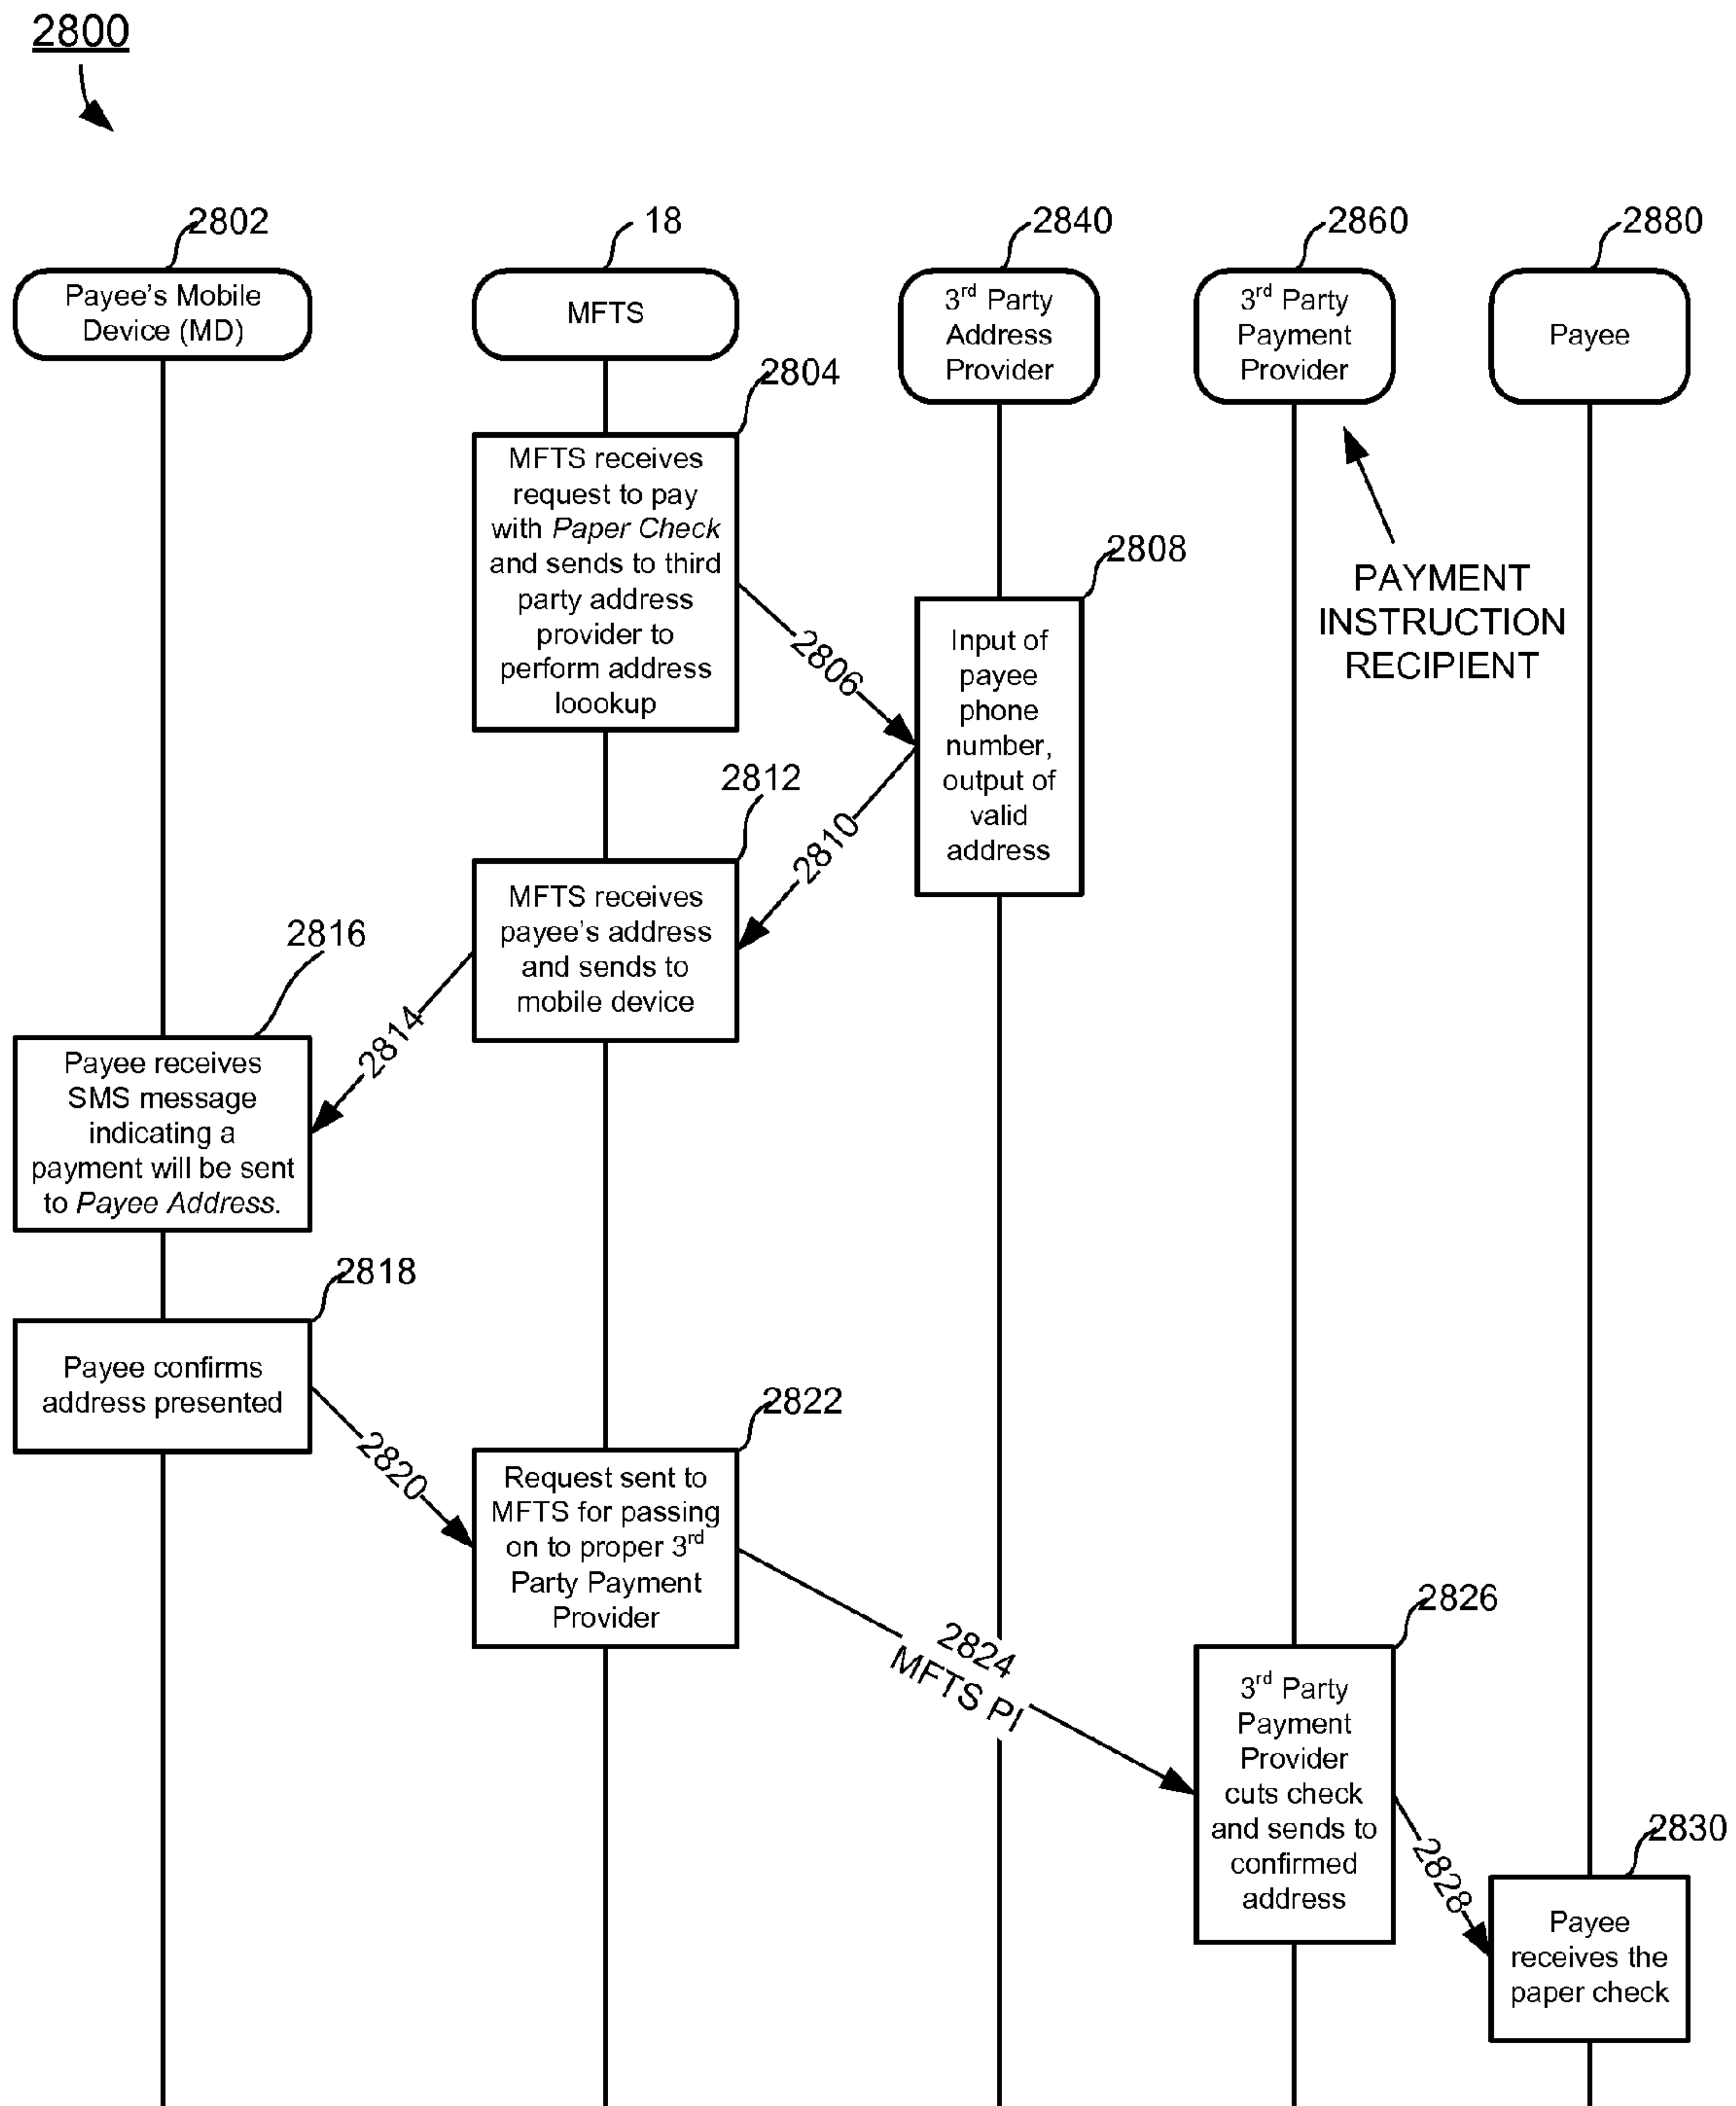 2800
2802
18
2840
2860
2880
Payee's Mobile
Device (MD)
MFTS
3rd Party
Address
Provider
3rd Party
Payment
Provider
Payee
2804
MFTS receives
request to pay
with Paper Check
and sends to third
party address
provider to
perform address
loookup
2806
2808
Input of
payee
phone
number,
output of
valid
address
PAYMENT
INSTRUCTION
RECIPIENT
2810
2812
MFTS receives
payee's address
and sends to
mobile device
2814
2816
Payee receives
SMS message
indicating a
payment will be sent
to Payee Address.
2818
Payee confirms
address presented
2820
2822
Request sent to
MFTS for passing
on to proper 3rd
Party Payment
Provider
2824
MFTS PI
2826
3rd Party
Payment
Provider
cuts check
and sends to
confirmed
address
2828
2830
Payee
receives the
paper check